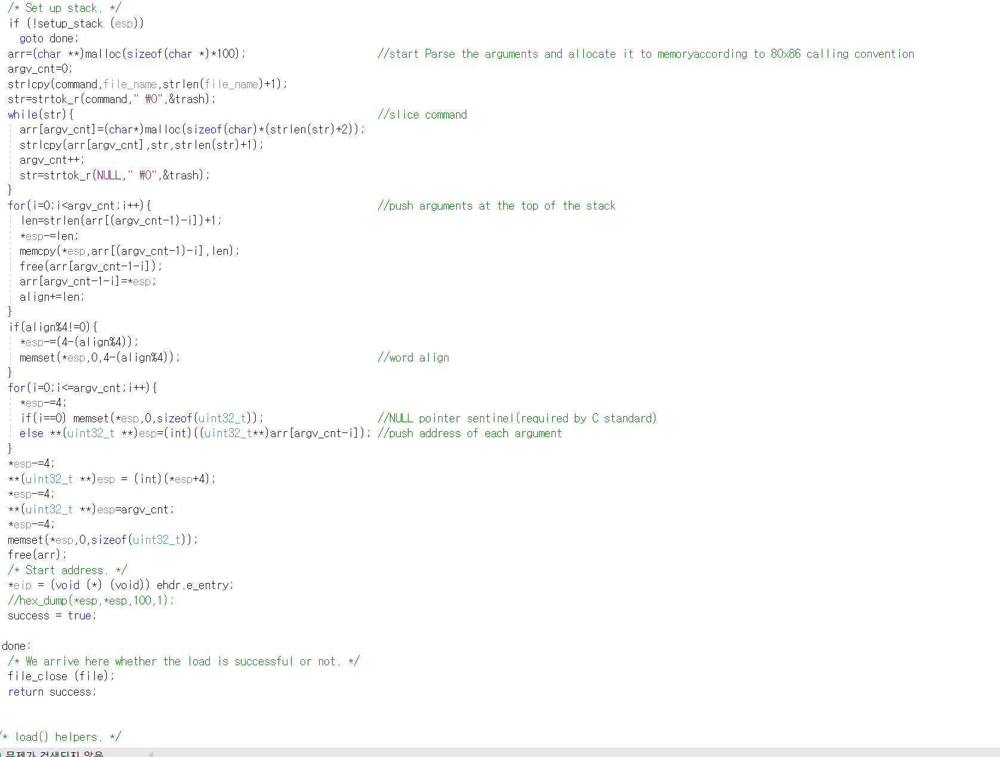 /* Set up stack. */
if (!setup_stack (esp))
goto done;
arr=(char **)malloc(sizeof(char *)*100); //start Parse the arguments and allocate it to memoryaccording to 80x86 calling convention
argv_cnt=0;
strlcpy(command,file_name,strlen(file_name)+1);
str=strtok_r(command," ₩0",&trash);
while(str){ //slice command
arr[argv_cnt]=(char*)malloc(sizeof(char)*(strlen(str)+2));
strlcpy(arr[argv_cnt],str,strlen(str)+1);
argv_cnt++;
str=strtok_r(NULL," ₩0",&trash);
}
for(i=0;i<argv_cnt;i++){ //push arguments at the top of the stack
len=strlen(arr[(argv_cnt-1)-i])+1;
*esp-=len;
memcpy(*esp,arr[(argv_cnt-1)-i],len);
free(arr[argv_cnt-1-i]);
arr[argv_cnt-1-i]=*esp;
align+=len;
}
if(align%4!=0){
*esp-=(4-(align%4));
memset(*esp,0,4-(align%4)); //word align
}
for(i=0;i<=argv_cnt;i++){
*esp-=4;
if(i==0) memset(*esp,0,sizeof(uint32_t)); //NULL pointer sentinel(required by C standard)
else **(uint32_t **)esp=(int)((uint32_t**)arr[argv_cnt-i]); //push address of each argument
}
*esp-=4;
**(uint32_t **)esp = (int)(*esp+4);
*esp-=4;
**(uint32_t **)esp=argv_cnt;
*esp-=4;
memset(*esp,0,sizeof(uint32_t));
free(arr);
/* Start address. */
*eip = (void (*) (void)) ehdr.e_entry;
//hex_dump(*esp,*esp,100,1);
success = true;
done:
/* We arrive here whether the load is successful or not. */
file_close (file);
return success;
/* load() helpers. */
문제가 검색되지 않음